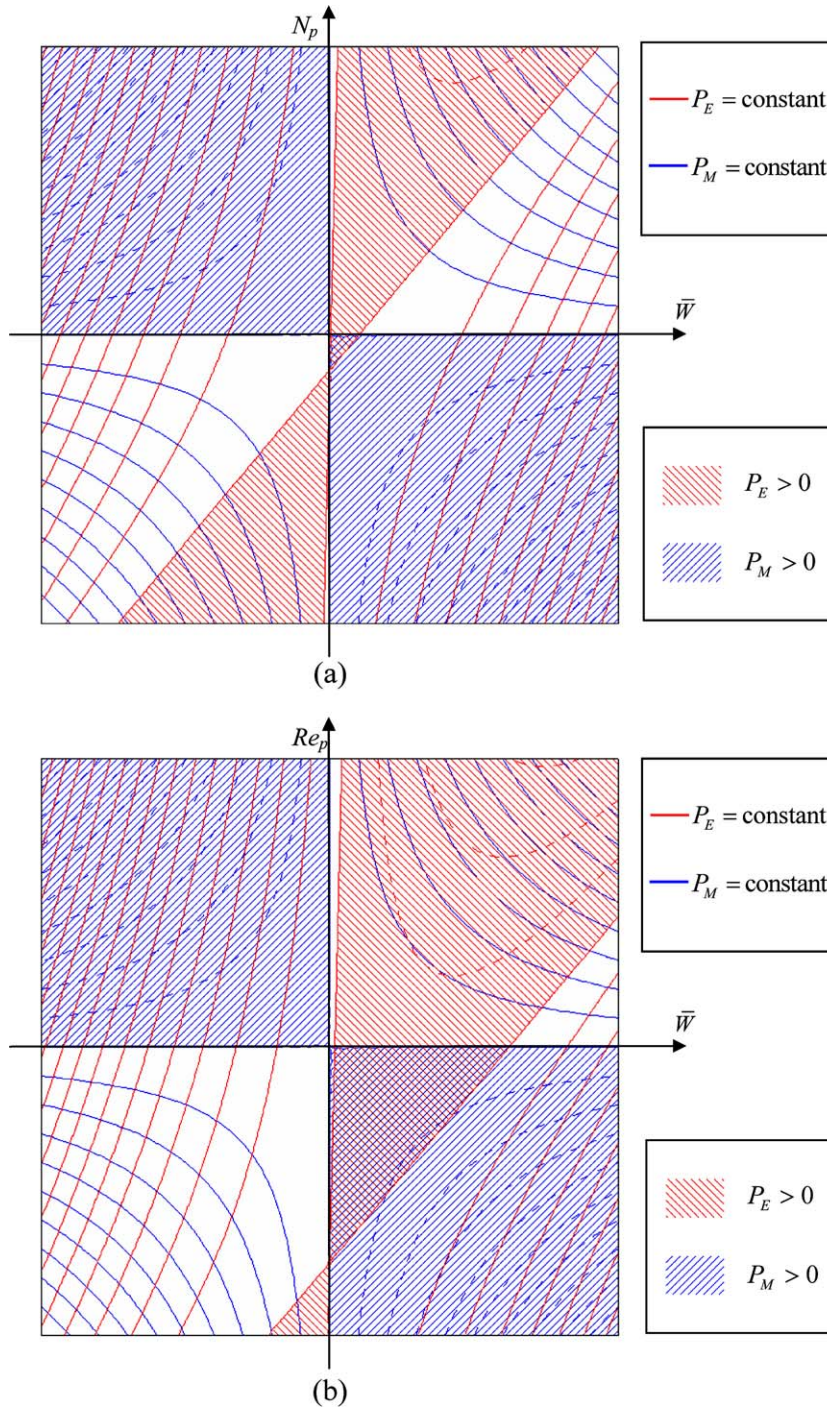 N_p
P_E = constant
P_M = constant
W̄
P_E > 0
P_M > 0
(a)
Re_p
P_E = constant
P_M = constant
W̄
P_E > 0
P_M > 0
(b)